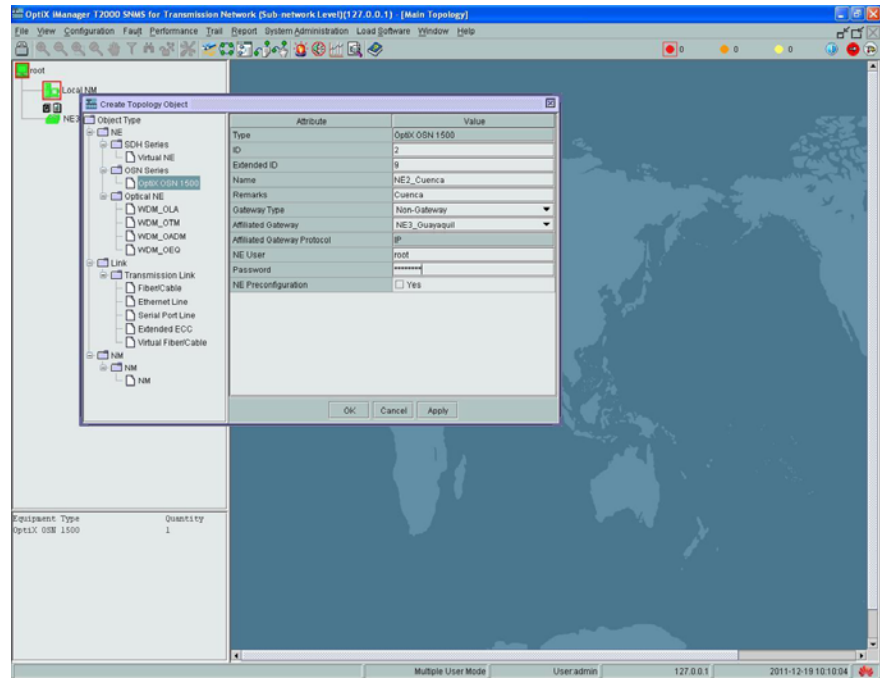 OptiX iManager T2000 SNMS for Transmission Network (Sub-network Level)(127.0.0.1) - [Main Topology]
File View Configuration Fault Performance Trail Report System Administration Load Software Window Help
0 0 0
root
Local NM
NE3
Create Topology Object
Object Type
NE
SDH Series
Virtual NE
OSN Series
OptiX OSN 1500
Optical NE
WDM_OLA
WDM_OTM
WDM_OADM
WDM_OEQ
Link
Transmission Link
Fiber/Cable
Ethernet Line
Serial Port Line
Extended ECC
Virtual Fiber/Cable
NM
NM
NM
Attribute Value
Type OptiX OSN 1500
ID 2
Extended ID 9
Name NE2_Cuenca
Remarks Cuenca
Gateway Type Non-Gateway
Affiliated Gateway NE3_Guayaquil
Affiliated Gateway Protocol IP
NE User root
Password ********
NE Preconfiguration Yes
OK Cancel Apply
Equipment Type Quantity
OptiX OSN 1500 1
Multiple User Mode User:admin 127.0.0.1 2011-12-19 10:10:04